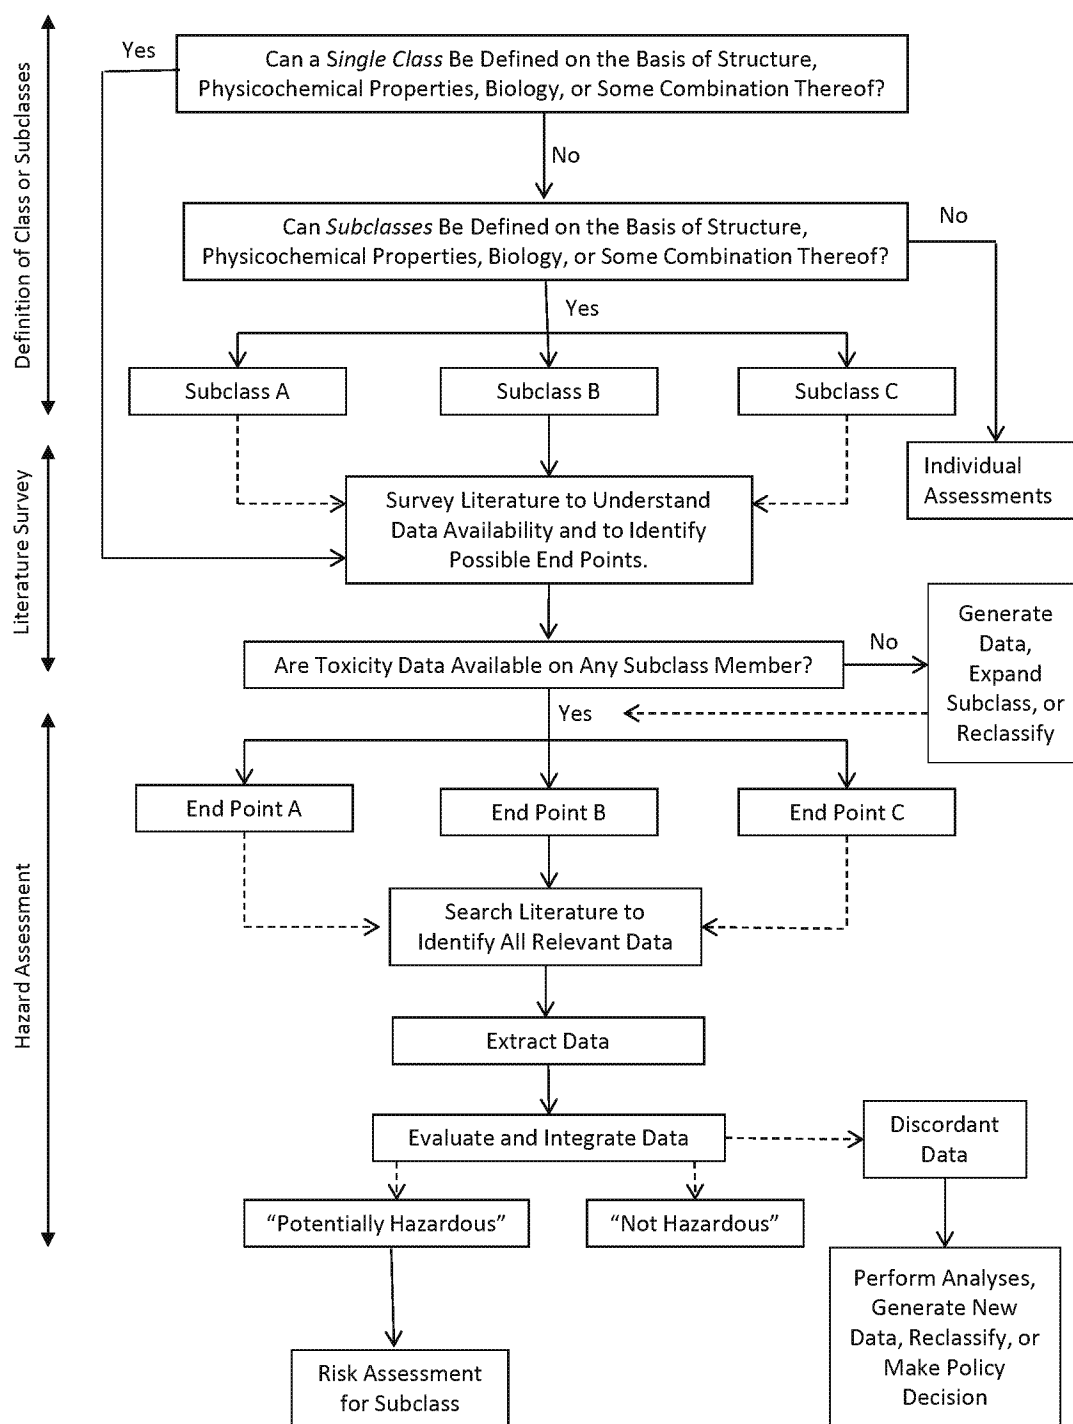 Yes
Can a Single Class Be Defined on the Basis of Structure,
Physicochemical Properties, Biology, or Some Combination Thereof?
No
Definition of Class or Subclasses
Can Subclasses Be Defined on the Basis of Structure,
Physicochemical Properties, Biology, or Some Combination Thereof?
No
Yes
Subclass A
Subclass B
Subclass C
Individual
Assessments
Literature Survey
Survey Literature to Understand
Data Availability and to Identify
Possible End Points.
Are Toxicity Data Available on Any Subclass Member?
No
Generate
Data,
Expand
Subclass, or
Reclassify
Yes
End Point A
End Point B
End Point C
Hazard Assessment
Search Literature to
Identify All Relevant Data
Extract Data
Evaluate and Integrate Data
Discordant
Data
“Potentially Hazardous”
“Not Hazardous”
Perform Analyses,
Generate New
Data, Reclassify, or
Make Policy
Decision
Risk Assessment
for Subclass